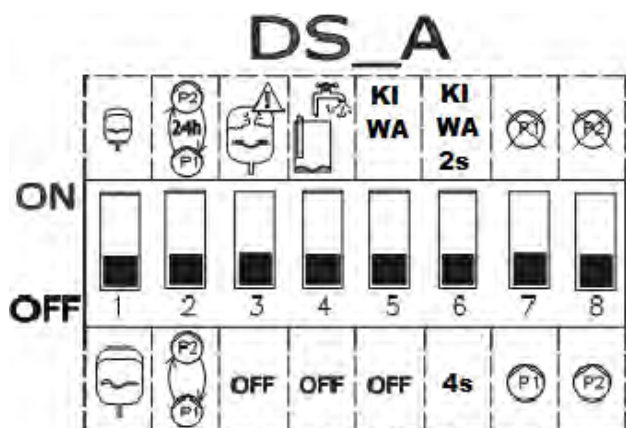 DS_A
P2
24h
P1
KI
WA
KI
WA
2s
P1
P2
ON
OFF
1 2 3 4 5 6 7 8
P2
P1
OFF OFF OFF 4s P1 P2